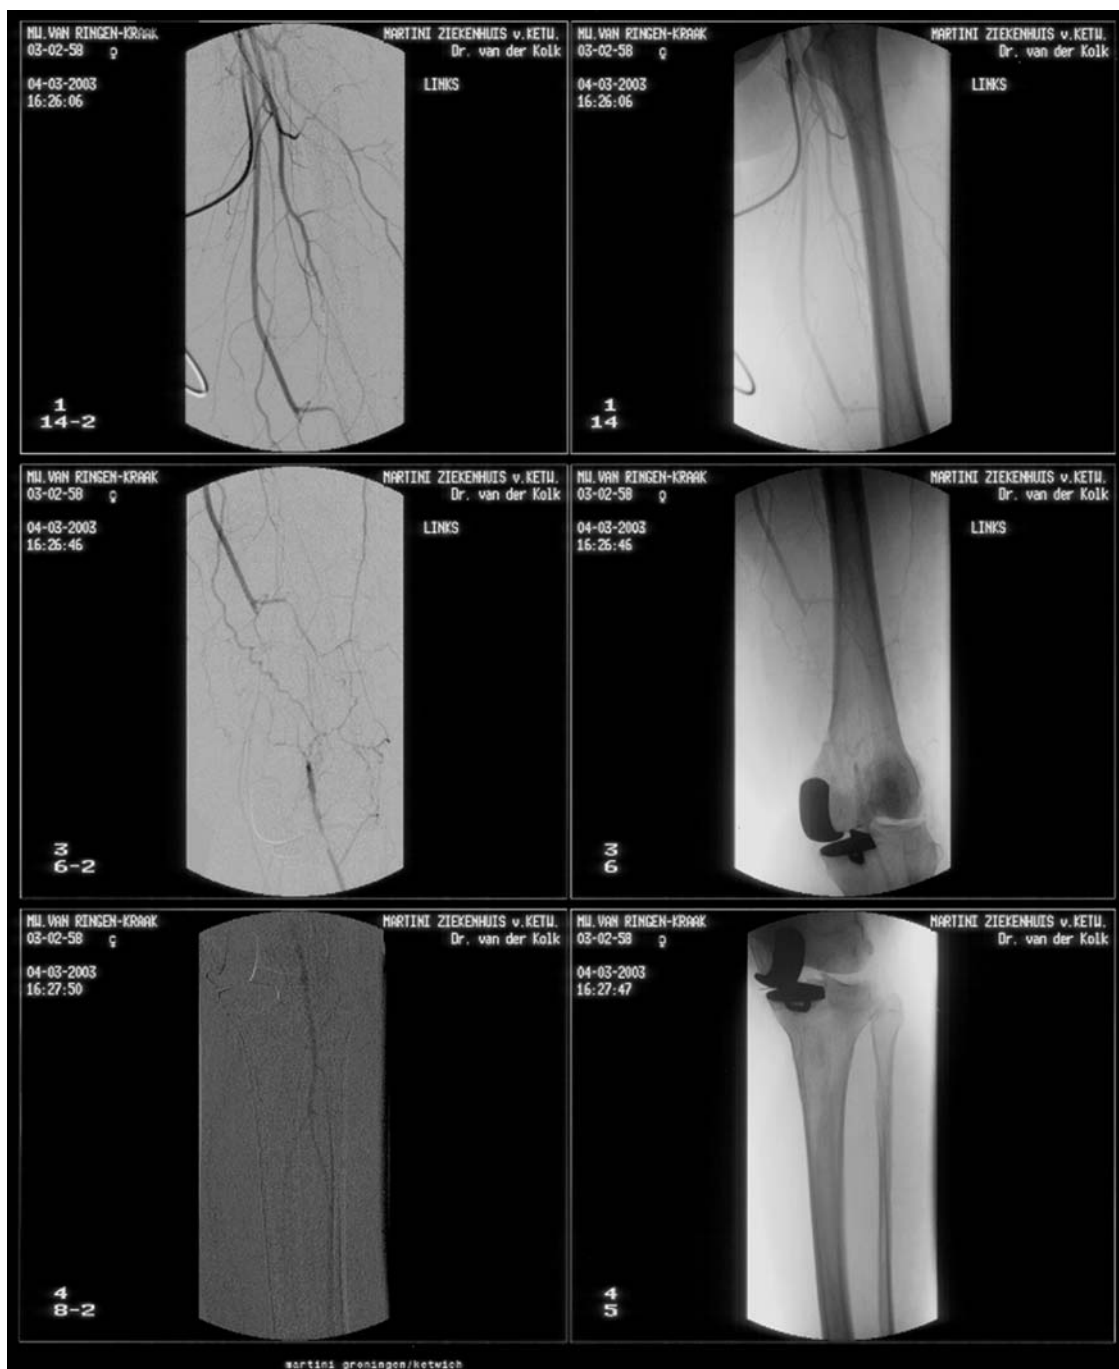 MW.VAN RINGEN-KRAAK
03-02-58 ♀
04-03-2003
16:26:06
MARTINI ZIEKENHUIS v.KETW.
Dr. van der Kolk
LINKS
1
14-2
MW.VAN RINGEN-KRAAK
03-02-58 ♀
04-03-2003
16:26:06
MARTINI ZIEKENHUIS v.KETW.
Dr. van der Kolk
LINKS
1
14
MW.VAN RINGEN-KRAAK
03-02-58 ♀
04-03-2003
16:26:46
MARTINI ZIEKENHUIS v.KETW.
Dr. van der Kolk
LINKS
3
6-2
MW.VAN RINGEN-KRAAK
03-02-58 ♀
04-03-2003
16:26:46
MARTINI ZIEKENHUIS v.KETW.
Dr. van der Kolk
LINKS
3
6
MW.VAN RINGEN-KRAAK
03-02-58 ♀
04-03-2003
16:27:50
MARTINI ZIEKENHUIS v.KETW.
Dr. van der Kolk
4
8-2
MW.VAN RINGEN-KRAAK
03-02-58 ♀
04-03-2003
16:27:47
MARTINI ZIEKENHUIS v.KETW.
Dr. van der Kolk
4
5
martini groningen/ketwich